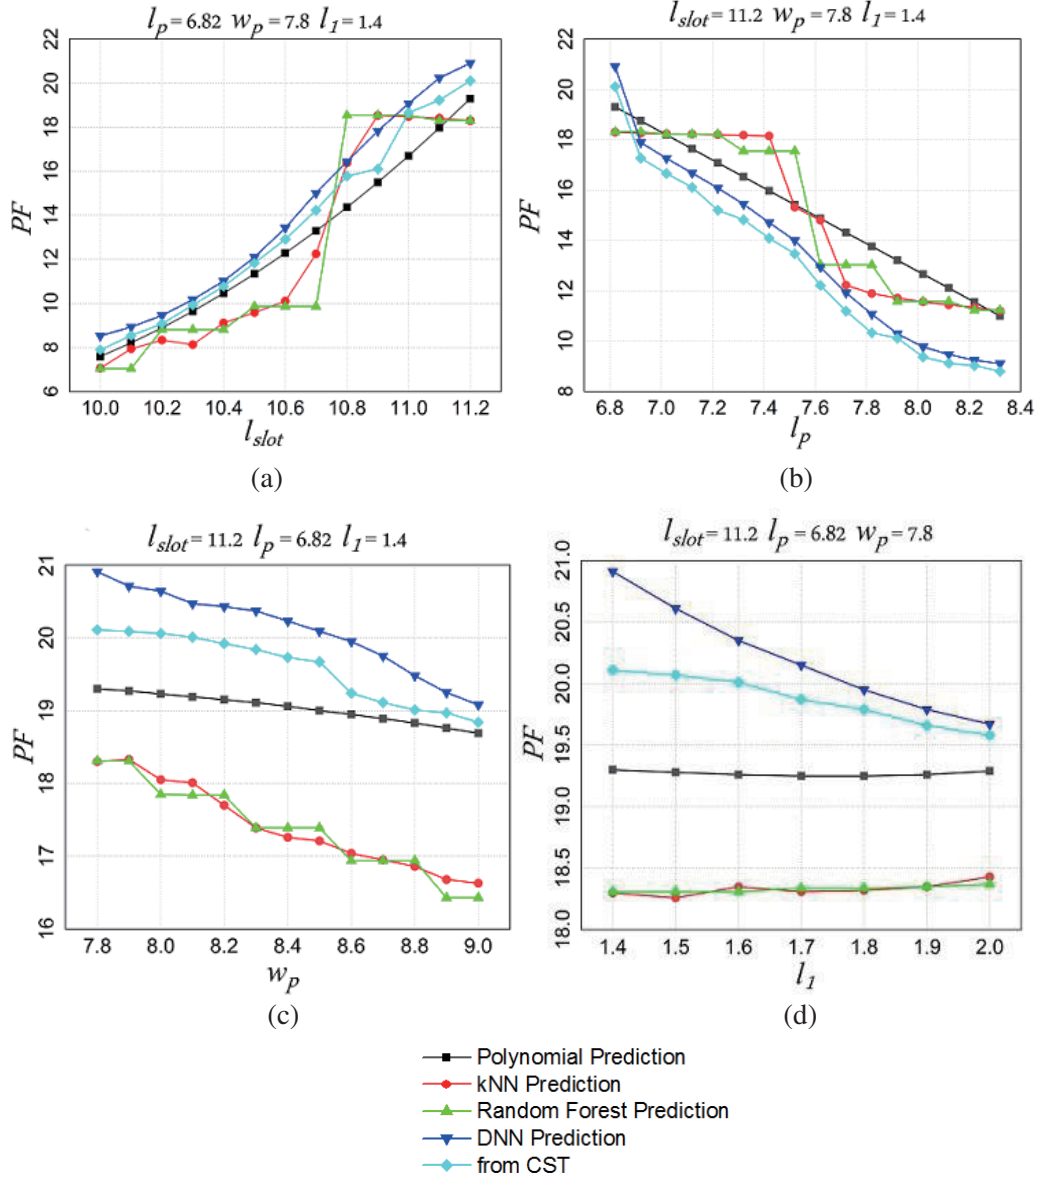 l_p = 6.82 w_p = 7.8 l_1 = 1.4
PF
22
20
18
16
14
12
10
8
6
10.0 10.2 10.4 10.6 10.8 11.0 11.2
l_slot
(a)
l_slot = 11.2 w_p = 7.8 l_1 = 1.4
PF
22
20
18
16
14
12
10
8
6.8 7.0 7.2 7.4 7.6 7.8 8.0 8.2 8.4
l_p
(b)
l_slot = 11.2 l_p = 6.82 l_1 = 1.4
PF
21
20
19
18
17
16
7.8 8.0 8.2 8.4 8.6 8.8 9.0
w_p
(c)
l_slot = 11.2 l_p = 6.82 w_p = 7.8
PF
21.0
20.5
20.0
19.5
19.0
18.5
18.0
1.4 1.5 1.6 1.7 1.8 1.9 2.0
l_1
(d)
Polynomial Prediction
kNN Prediction
Random Forest Prediction
DNN Prediction
from CST